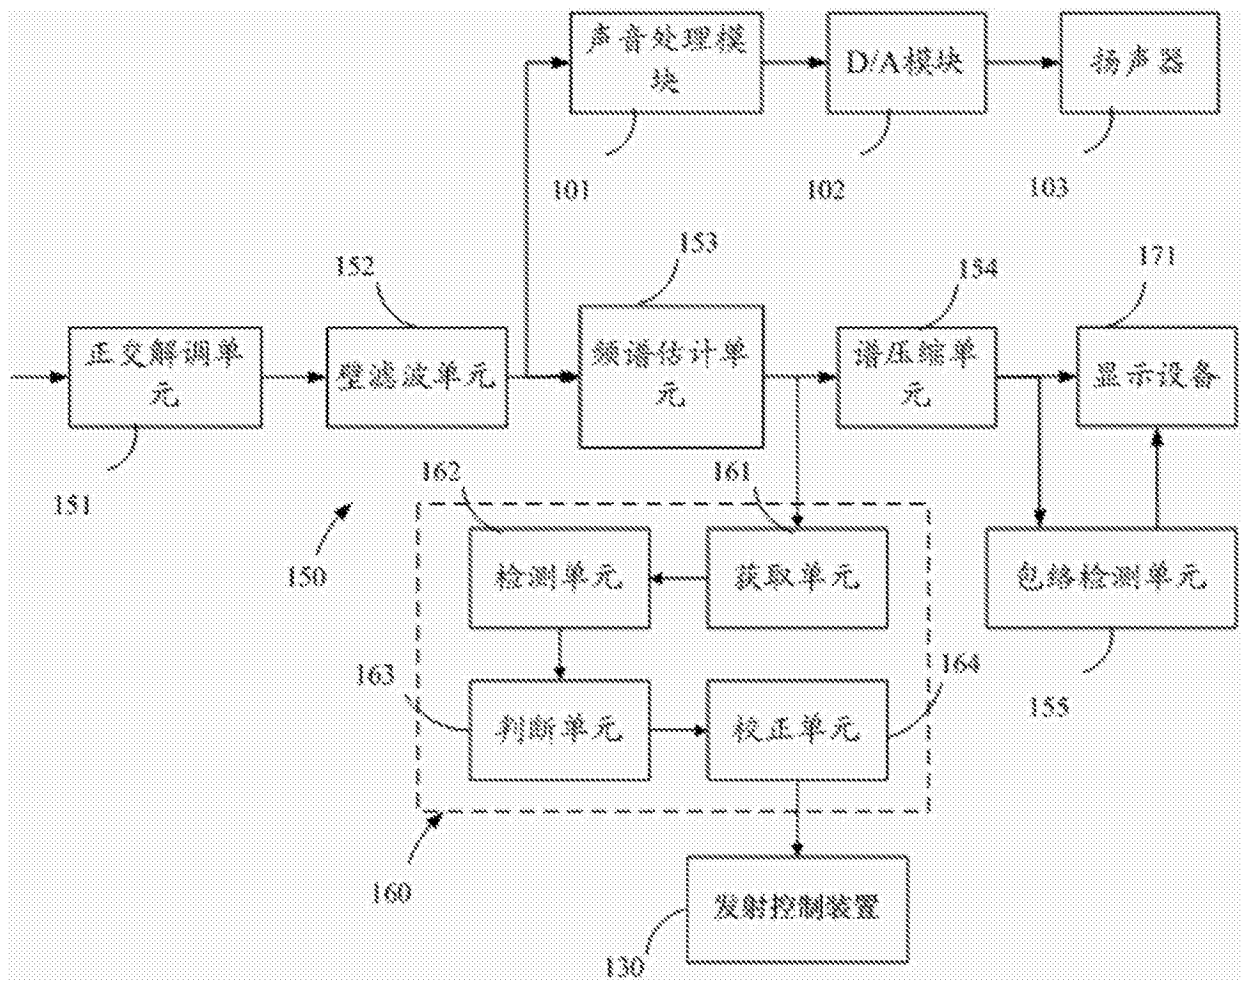 声音处理模
块
D/A模块
扬声器
101
102
103
152
153
154
171
正交解调单
元
壁滤波单元
频谱估计单
元
谱压缩单
元
显示设备
151
150
162
161
检测单元
获取单元
包络检测单元
163
164
155
判断单元
校正单元
160
发射控制装置
130